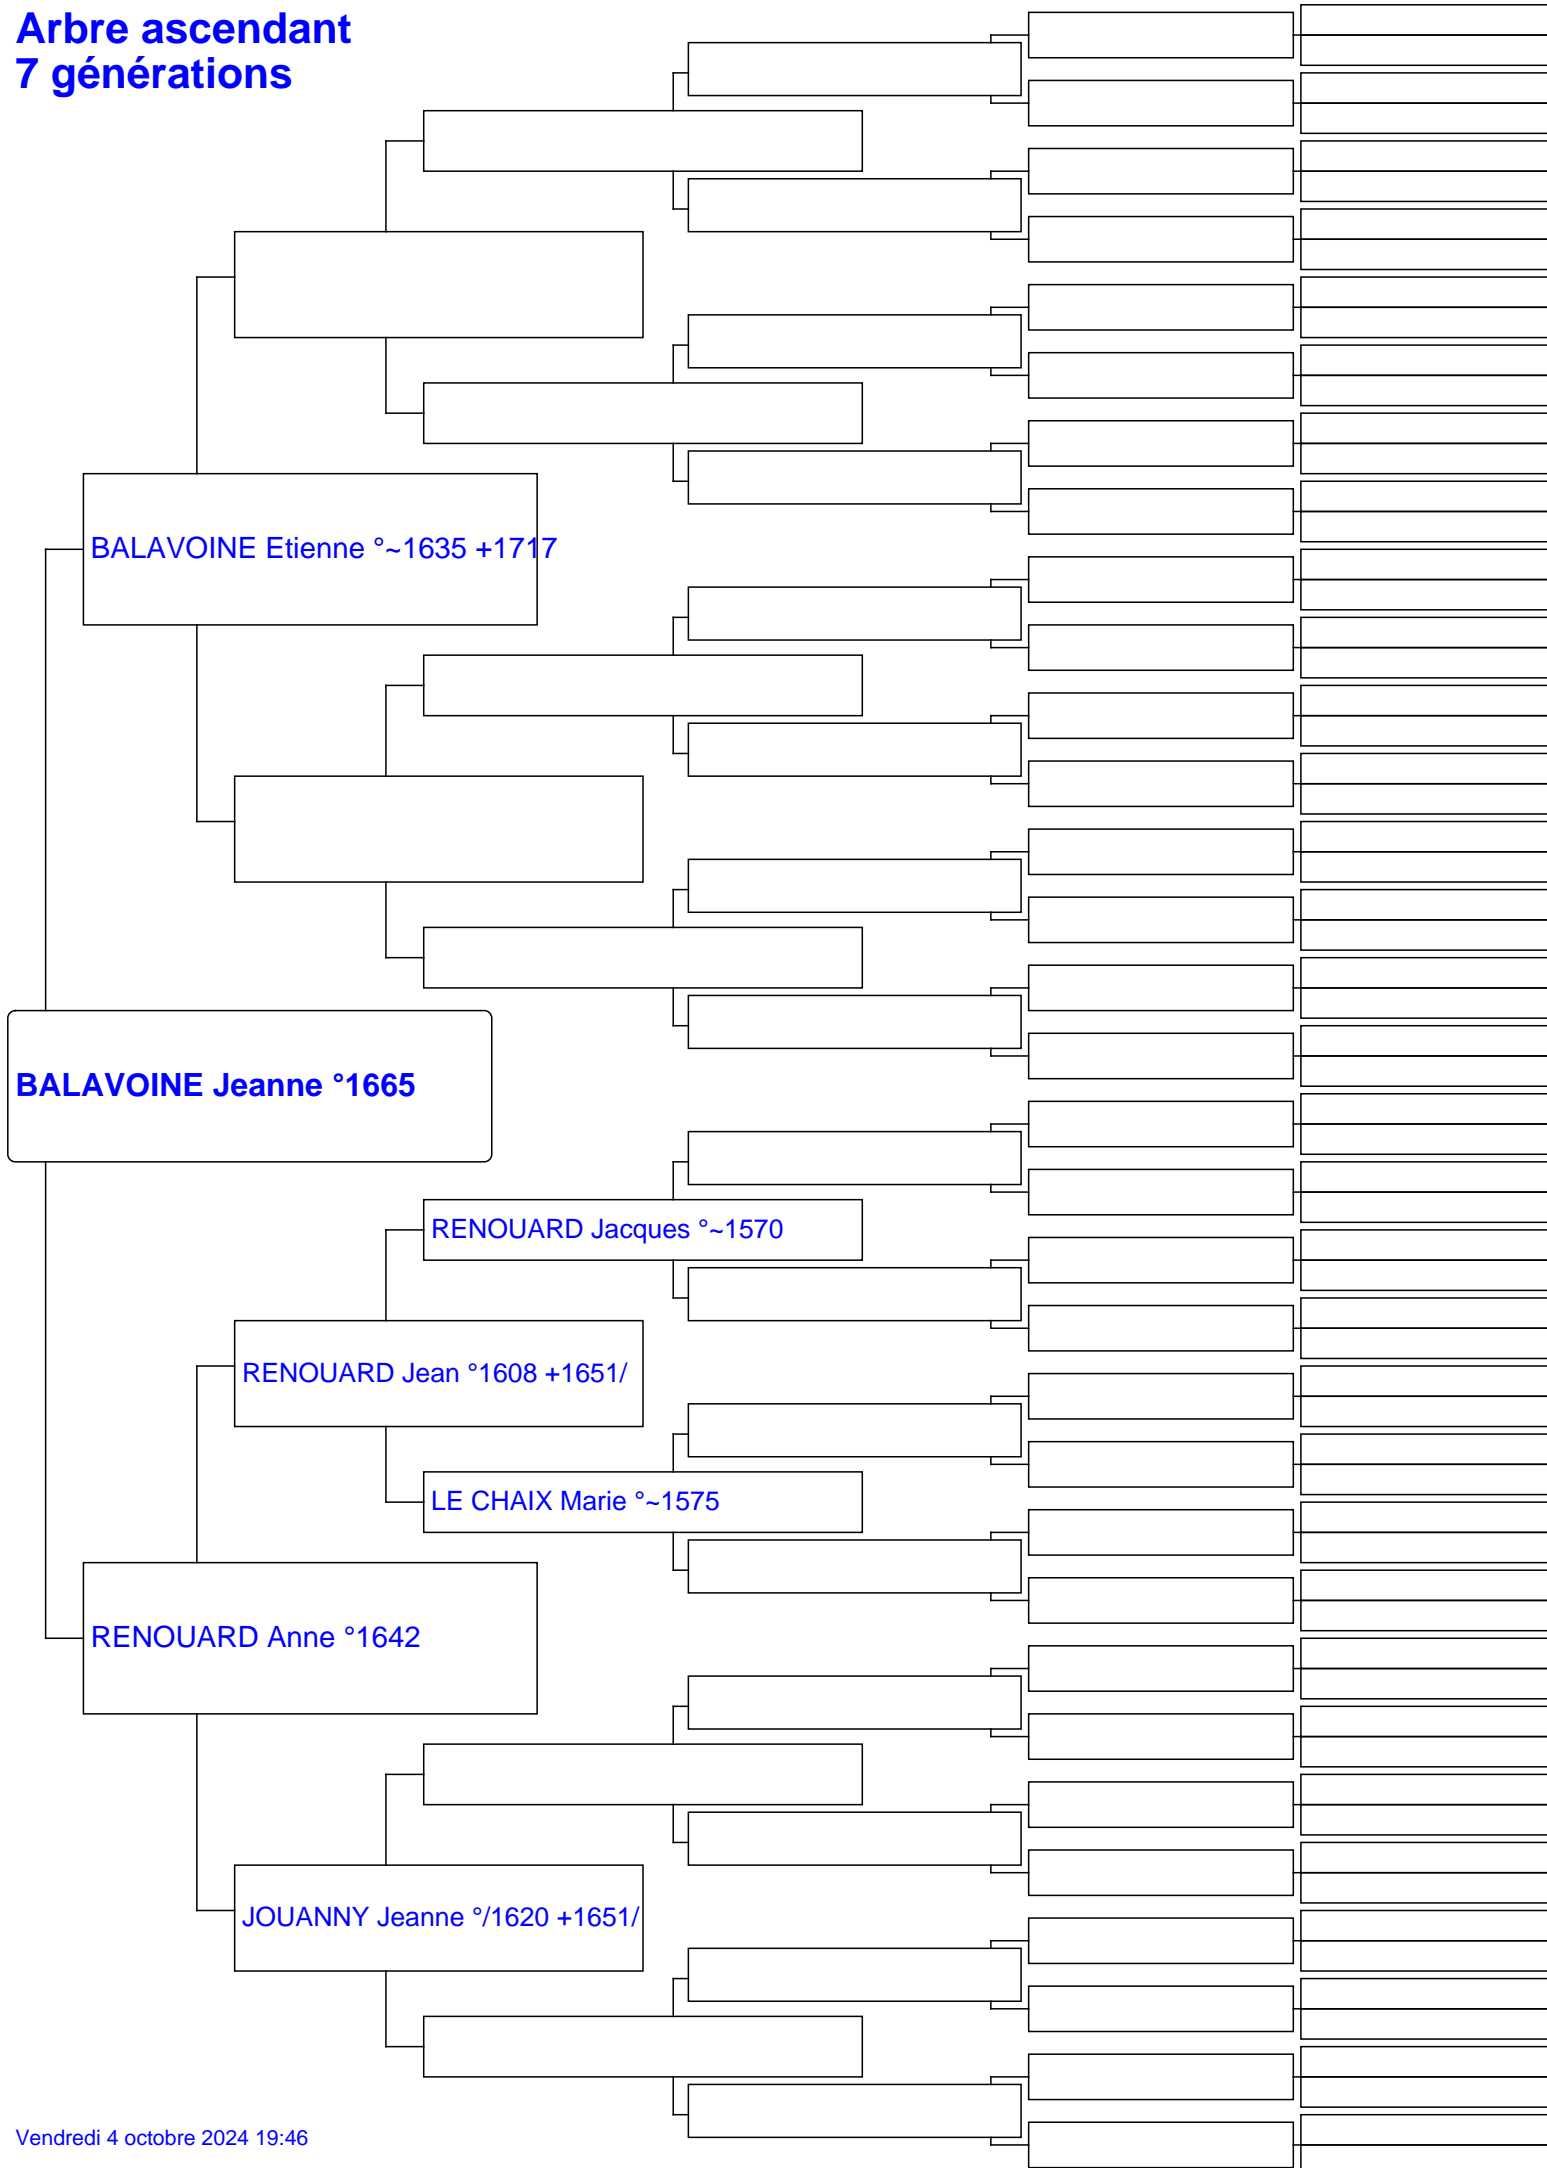 Arbre ascendant
7 générations
BALAVOINE Etienne °~1635 +1717
BALAVOINE Jeanne °1665
RENOUARD Jacques °~1570
RENOUARD Jean °1608 +1651/
LE CHAIX Marie °~1575
RENOUARD Anne °1642
JOUANNY Jeanne °/1620 +1651/
Vendredi 4 octobre 2024 19:46